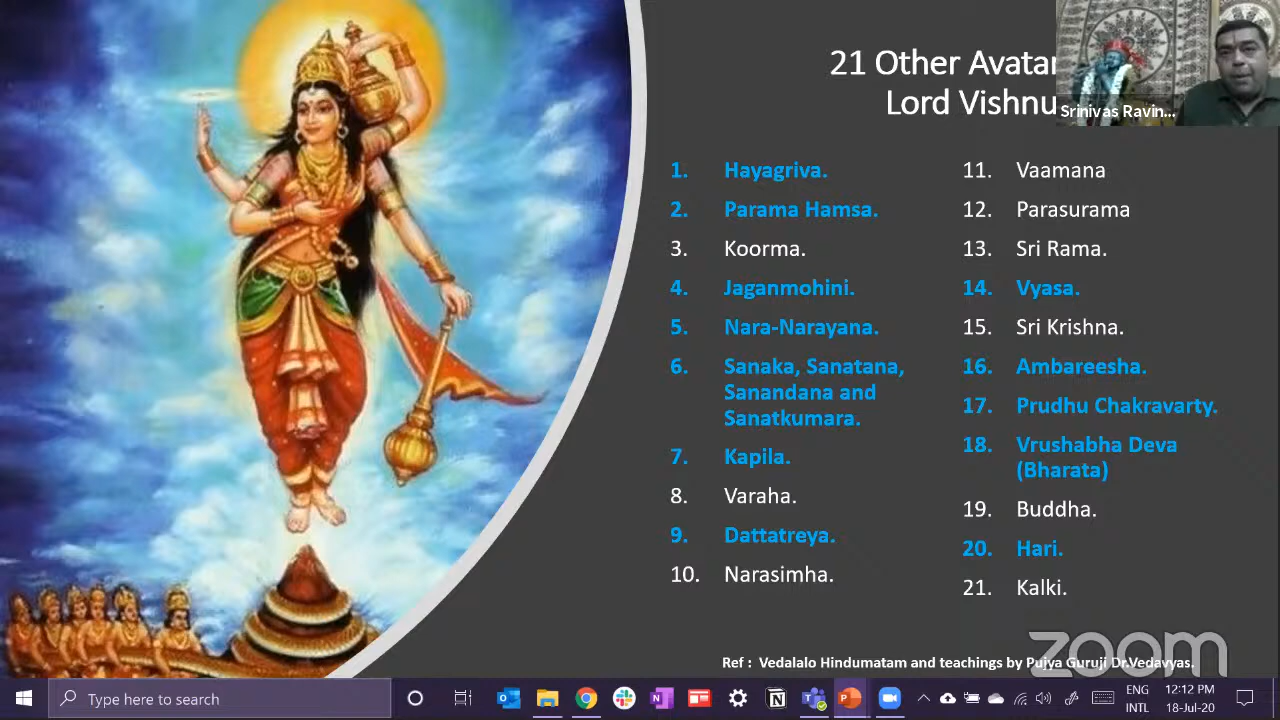 21 Other Avatar
Lord Vishnu
Srinivas Ravin...
1. Hayagriva.
2. Parama Hamsa.
3. Koorma.
4. Jaganmohini.
5. Nara-Narayana.
6. Sanaka, Sanatana,
Sanandana and
Sanatkumara.
7. Kapila.
8. Varaha.
9. Dattatreya.
10. Narasimha.
11. Vaamana
12. Parasurama
13. Sri Rama.
14. Vyasa.
15. Sri Krishna.
16. Ambareesha.
17. Prudhu Chakravarty.
18. Vrushabha Deva
(Bharata)
19. Buddha.
20. Hari.
21. Kalki.
zoom
Ref : Vedalalo Hindumatam and teachings by Pujya Guruji Dr.Vedavyas.
Type here to search
ENG
INTL
12:12 PM
18-Jul-20